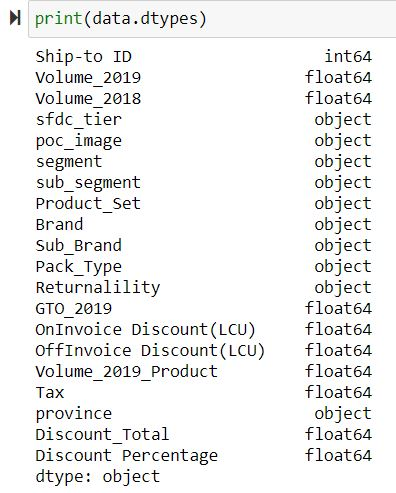 print(data.dtypes)
Ship-to ID int64
Volume_2019 float64
Volume_2018 float64
sfdc_tier object
poc_image object
segment object
sub_segment object
Product_Set object
Brand object
Sub_Brand object
Pack_Type object
Returnalility object
GTO_2019 float64
OnInvoice Discount(LCU) float64
OffInvoice Discount(LCU) float64
Volume_2019_Product float64
Tax float64
province object
Discount_Total float64
Discount Percentage float64
dtype: object